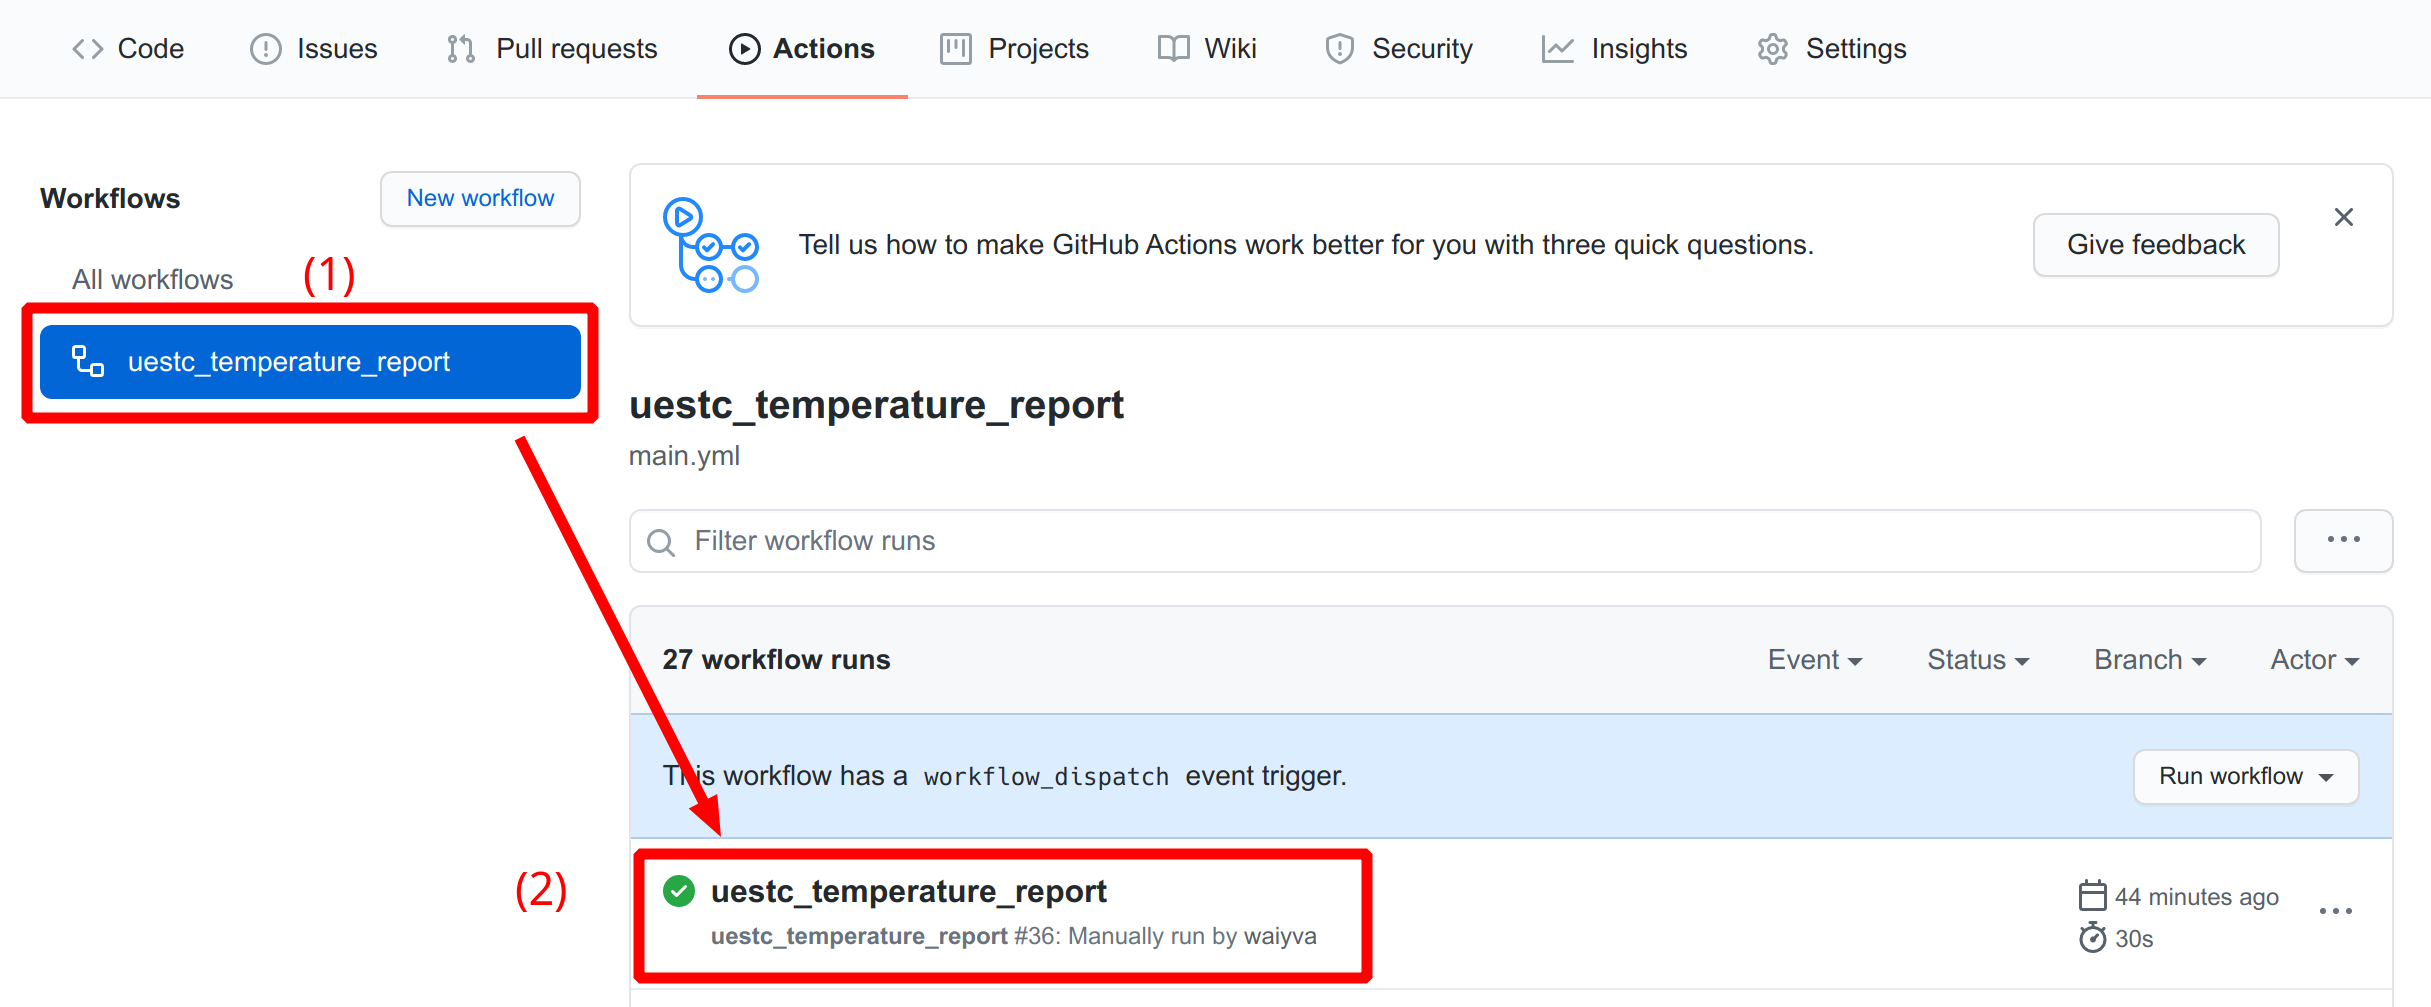 Code Issues Pull requests Actions Projects Wiki Security Insights Settings
Workflows
New workflow
All workflows
(1)
uestc_temperature_report
Tell us how to make GitHub Actions work better for you with three quick questions.
Give feedback
uestc_temperature_report
main.yml
Filter workflow runs
27 workflow runs
Event Status Branch Actor
This workflow has a workflow_dispatch event trigger.
Run workflow
(2)
uestc_temperature_report
uestc_temperature_report #36: Manually run by waiyva
44 minutes ago
30s